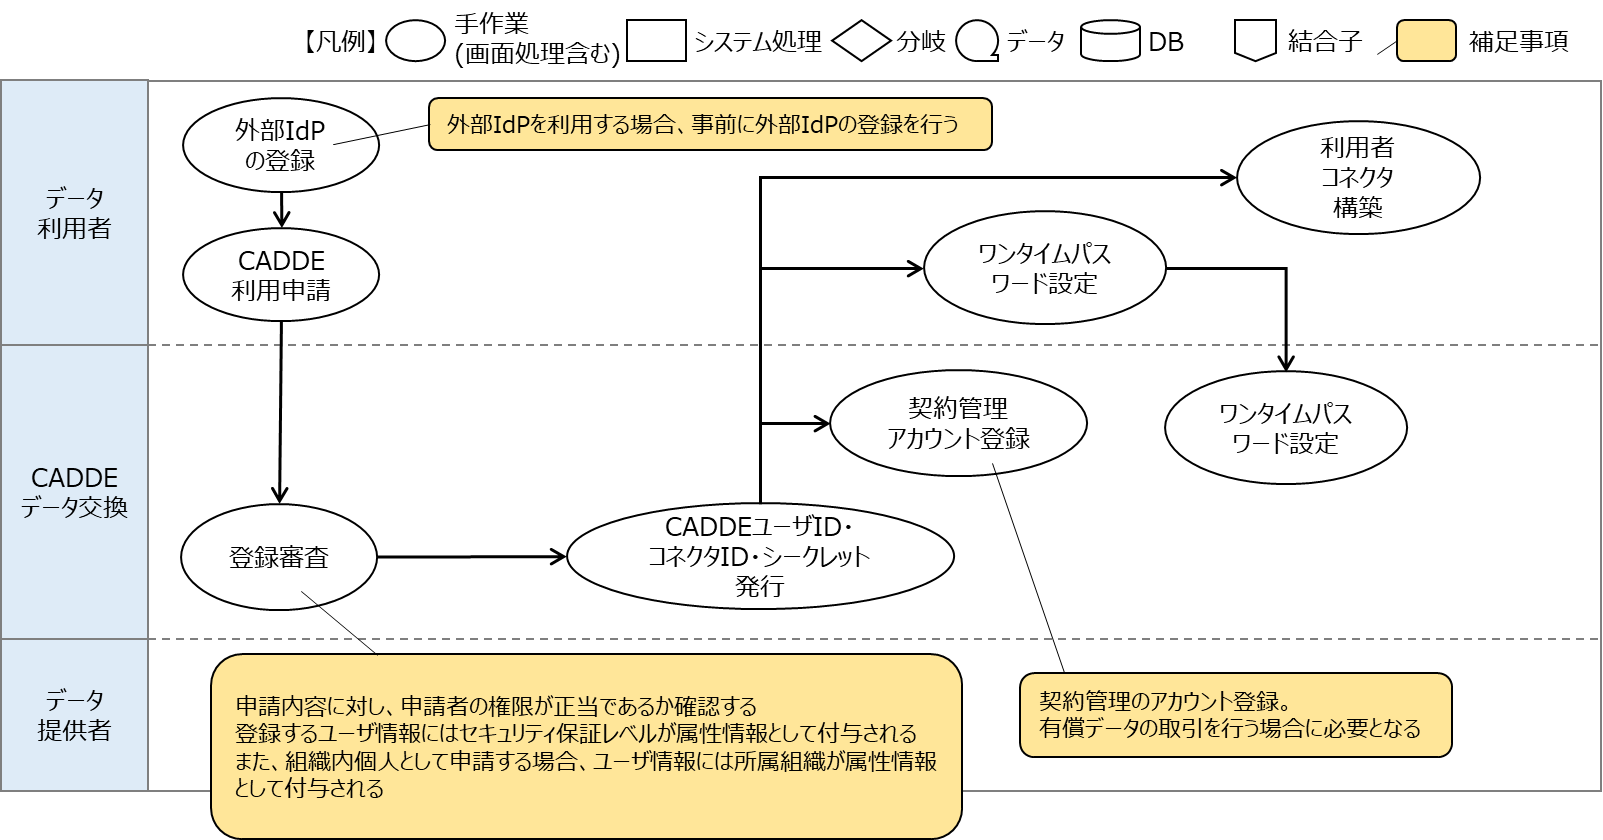 【凡例】
手作業
(画面処理含む)
システム処理
分岐
データ
DB
結合子
補足事項
データ
利用者
外部IdP
の登録
外部IdPを利用する場合、事前に外部IdPの登録を行う
CADDE
利用申請
利用者
コネクタ
構築
ワンタイムパス
ワード設定
CADDE
データ交換
登録審査
CADDEユーザID・
コネクタID・シークレット
発行
契約管理
アカウント登録
ワンタイムパス
ワード設定
データ
提供者
申請内容に対し、申請者の権限が正当であるか確認する
登録するユーザ情報にはセキュリティ保証レベルが属性情報として付与される
また、組織内個人として申請する場合、ユーザ情報には所属組織が属性情報
として付与される
契約管理のアカウント登録。
有償データの取引を行う場合に必要となる